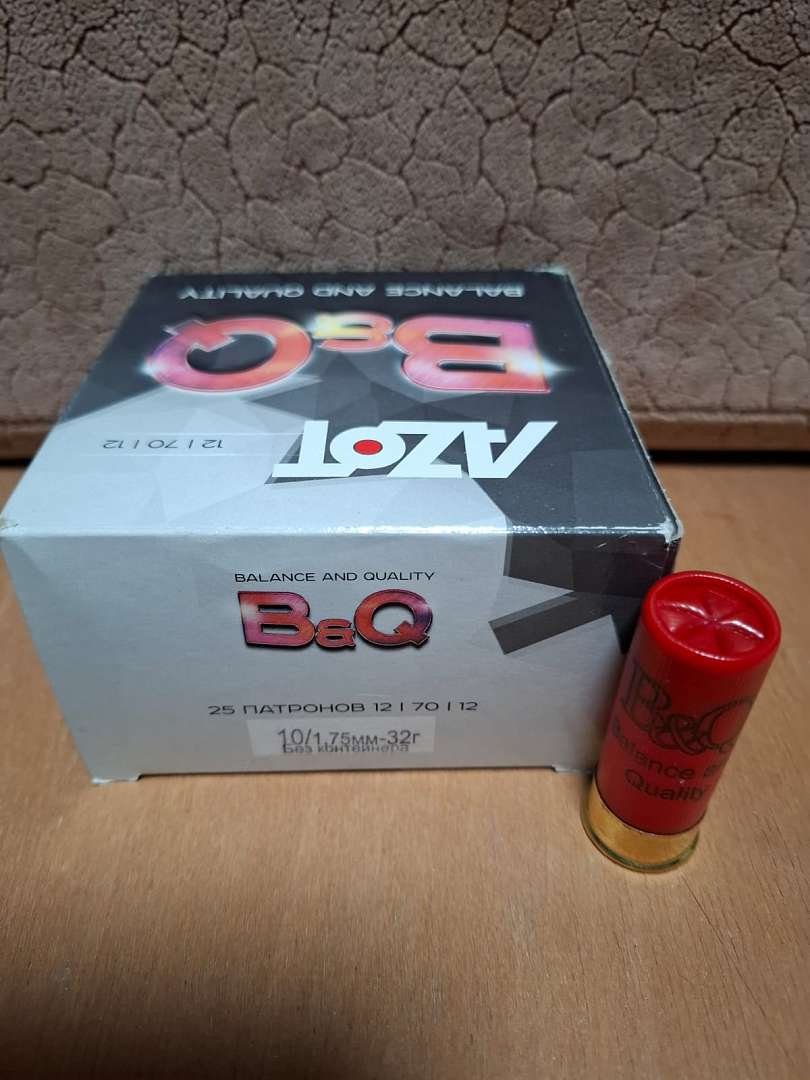 BALANCE AND QUALITY
B&Q
AZOT
12 | 70 | 12
BALANCE AND QUALITY
B&Q
25 ПАТРОНОВ 12 | 70 | 12
10/1,75мм-32г
Без контейнера
B&Q
Balance and
Quality